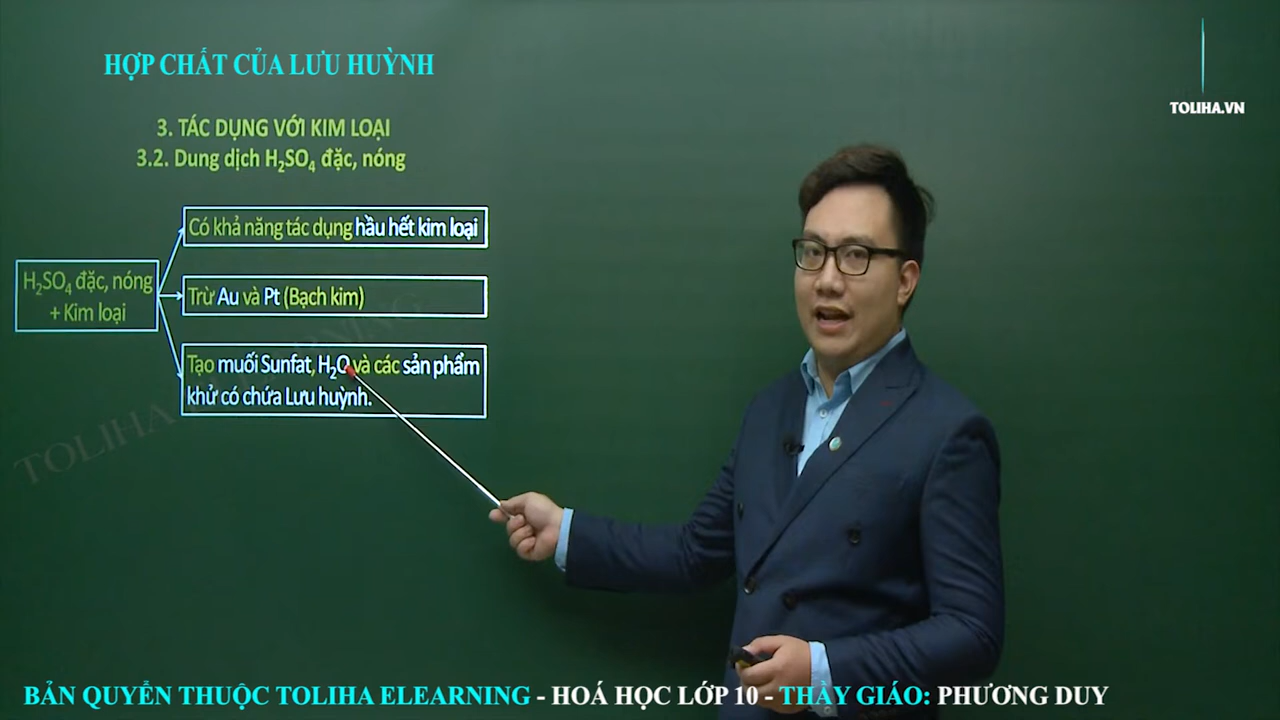 HỢP CHẤT CỦA LƯU HUỲNH
TOLIHA.VN
3. TÁC DỤNG VỚI KIM LOẠI
3.2. Dung dịch H₂SO₄ đặc, nóng
H₂SO₄ đặc, nóng
+ Kim loại
Có khả năng tác dụng hầu hết kim loại
Trừ Au và Pt (Bạch kim)
Tạo muối Sunfat, H₂O và các sản phẩm
khử có chứa Lưu huỳnh.
BẢN QUYỀN THUỘC TOLIHA ELEARNING - HOÁ HỌC LỚP 10 - THẦY GIÁO: PHƯƠNG DUY